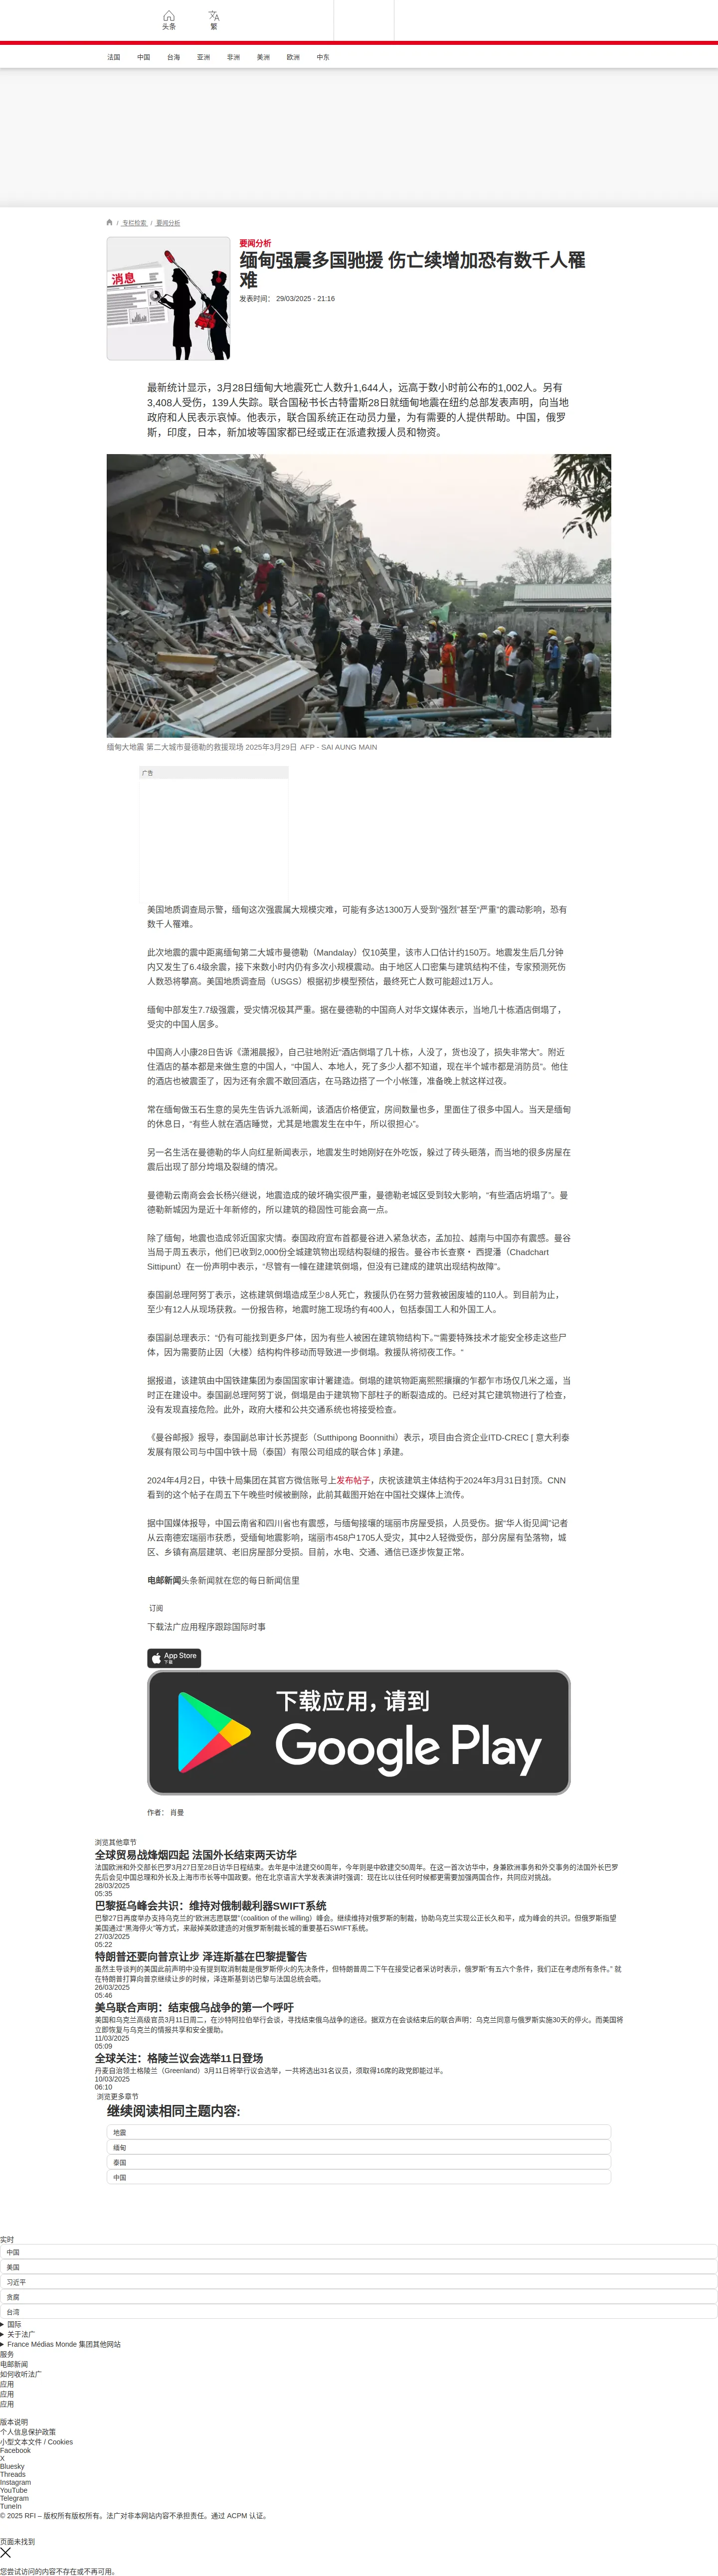 头条
繁
法国 中国 台海 亚洲 非洲 美洲 欧洲 中东
/ 专栏检索 / 要闻分析
消息
要闻分析
缅甸强震多国驰援 伤亡续增加恐有数千人罹
难
发表时间： 29/03/2025 - 21:16
最新统计显示，3月28日缅甸大地震死亡人数升1,644人，远高于数小时前公布的1,002人。另有
3,408人受伤，139人失踪。联合国秘书长古特雷斯28日就缅甸地震在纽约总部发表声明，向当地
政府和人民表示哀悼。他表示，联合国系统正在动员力量，为有需要的人提供帮助。中国，俄罗
斯，印度，日本，新加坡等国家都已经或正在派遣救援人员和物资。
缅甸大地震 第二大城市曼德勒的救援现场 2025年3月29日 AFP - SAI AUNG MAIN
广告
美国地质调查局示警，缅甸这次强震属大规模灾难，可能有多达1300万人受到“强烈”甚至“严重”的震动影响，恐有
数千人罹难。
此次地震的震中距离缅甸第二大城市曼德勒（Mandalay）仅10英里，该市人口估计约150万。地震发生后几分钟
内又发生了6.4级余震，接下来数小时内仍有多次小规模震动。由于地区人口密集与建筑结构不佳，专家预测死伤
人数恐将攀高。美国地质调查局（USGS）根据初步模型预估，最终死亡人数可能超过1万人。
缅甸中部发生7.7级强震，受灾情况极其严重。据在曼德勒的中国商人对华文媒体表示，当地几十栋酒店倒塌了，
受灾的中国人居多。
中国商人小康28日告诉《潇湘晨报》，自己驻地附近“酒店倒塌了几十栋，人没了，货也没了，损失非常大”。附近
住酒店的基本都是来做生意的中国人，“中国人、本地人，死了多少人都不知道，现在半个城市都是消防员”。他住
的酒店也被震歪了，因为还有余震不敢回酒店，在马路边搭了一个小帐篷，准备晚上就这样过夜。
常在缅甸做玉石生意的吴先生告诉九派新闻，该酒店价格便宜，房间数量也多，里面住了很多中国人。当天是缅甸
的休息日，“有些人就在酒店睡觉，尤其是地震发生在中午，所以很担心”。
另一名生活在曼德勒的华人向红星新闻表示，地震发生时她刚好在外吃饭，躲过了砖头砸落，而当地的很多房屋在
震后出现了部分垮塌及裂缝的情况。
曼德勒云南商会会长杨兴继说，地震造成的破坏确实很严重，曼德勒老城区受到较大影响，“有些酒店坍塌了”。曼
德勒新城因为是近十年新修的，所以建筑的稳固性可能会高一点。
除了缅甸，地震也造成邻近国家灾情。泰国政府宣布首都曼谷进入紧急状态，孟加拉、越南与中国亦有震感。曼谷
当局于周五表示，他们已收到2,000份全城建筑物出现结构裂缝的报告。曼谷市长查察・ 西提潘（Chadchart
Sittipunt）在一份声明中表示，“尽管有一幢在建建筑倒塌，但没有已建成的建筑出现结构故障”。
泰国副总理阿努丁表示，这栋建筑倒塌造成至少8人死亡，救援队仍在努力营救被困废墟的110人。到目前为止，
至少有12人从现场获救。一份报告称，地震时施工现场约有400人，包括泰国工人和外国工人。
泰国副总理表示：“仍有可能找到更多尸体，因为有些人被困在建筑物结构下。”“需要特殊技术才能安全移走这些尸
体，因为需要防止因（大楼）结构构件移动而导致进一步倒塌。救援队将彻夜工作。”
据报道，该建筑由中国铁建集团为泰国国家审计署建造。倒塌的建筑物距离熙熙攘攘的乍都乍市场仅几米之遥，当
时正在建设中。泰国副总理阿努丁说，倒塌是由于建筑物下部柱子的断裂造成的。已经对其它建筑物进行了检查，
没有发现直接危险。此外，政府大楼和公共交通系统也将接受检查。
《曼谷邮报》报导，泰国副总审计长苏提彭（Sutthipong Boonnithi）表示，项目由合资企业ITD-CREC [ 意大利泰
发展有限公司与中国中铁十局（泰国）有限公司组成的联合体 ] 承建。
2024年4月2日，中铁十局集团在其官方微信账号上发布帖子，庆祝该建筑主体结构于2024年3月31日封顶。CNN
看到的这个帖子在周五下午晚些时候被删除，此前其截图开始在中国社交媒体上流传。
据中国媒体报导，中国云南省和四川省也有震感，与缅甸接壤的瑞丽市房屋受损，人员受伤。据“华人街见闻”记者
从云南德宏瑞丽市获悉，受缅甸地震影响，瑞丽市458户1705人受灾，其中2人轻微受伤，部分房屋有坠落物，城
区、乡镇有高层建筑、老旧房屋部分受损。目前，水电、交通、通信已逐步恢复正常。
电邮新闻头条新闻就在您的每日新闻信里
订阅
下载法广应用程序跟踪国际时事
App Store
下载
下载应用，请到
Google Play
作者： 肖曼
浏览其他章节
全球贸易战烽烟四起 法国外长结束两天访华
法国欧洲和外交部长巴罗3月27日至28日访华日程结束。去年是中法建交60周年，今年则是中欧建交50周年。在这一首次访华中，身兼欧洲事务和外交事务的法国外长巴罗
先后会见中国总理和外长及上海市市长等中国政要。他在北京语言大学发表演讲时强调：现在比以往任何时候都更需要加强两国合作，共同应对挑战。
28/03/2025
05:35
巴黎挺乌峰会共识：维持对俄制裁利器SWIFT系统
巴黎27日再度举办支持乌克兰的“欧洲志愿联盟”（coalition of the willing）峰会。继续维持对俄罗斯的制裁，协助乌克兰实现公正长久和平，成为峰会的共识。但俄罗斯指望
美国通过“黑海停火”等方式，来敲掉美欧建造的对俄罗斯制裁长城的重要基石SWIFT系统。
27/03/2025
05:22
特朗普还要向普京让步 泽连斯基在巴黎提警告
虽然主导谈判的美国此前声明中没有提到取消制裁是俄罗斯停火的先决条件，但特朗普周二下午在接受记者采访时表示，俄罗斯“有五六个条件，我们正在考虑所有条件。” 就
在特朗普打算向普京继续让步的时候，泽连斯基到访巴黎与法国总统会晤。
26/03/2025
05:46
美乌联合声明：结束俄乌战争的第一个呼吁
美国和乌克兰高级官员3月11日周二，在沙特阿拉伯举行会谈，寻找结束俄乌战争的途径。据双方在会谈结束后的联合声明：乌克兰同意与俄罗斯实施30天的停火。而美国将
立即恢复与乌克兰的情报共享和安全援助。
11/03/2025
05:09
全球关注：格陵兰议会选举11日登场
丹麦自治领土格陵兰（Greenland）3月11日将举行议会选举，一共将选出31名议员，须取得16席的政党即能过半。
10/03/2025
06:10
浏览更多章节
继续阅读相同主题内容:
地震
缅甸
泰国
中国
实时
中国
美国
习近平
贪腐
台湾
国际
关于法广
France Médias Monde 集团其他网站
服务
电邮新闻
如何收听法广
应用
应用
应用
版本说明
个人信息保护政策
小型文本文件 / Cookies
Facebook
X
Bluesky
Threads
Instagram
YouTube
Telegram
TuneIn
© 2025 RFI – 版权所有版权所有。法广对非本网站内容不承担责任。通过 ACPM 认证。
页面未找到
您尝试访问的内容不存在或不再可用。